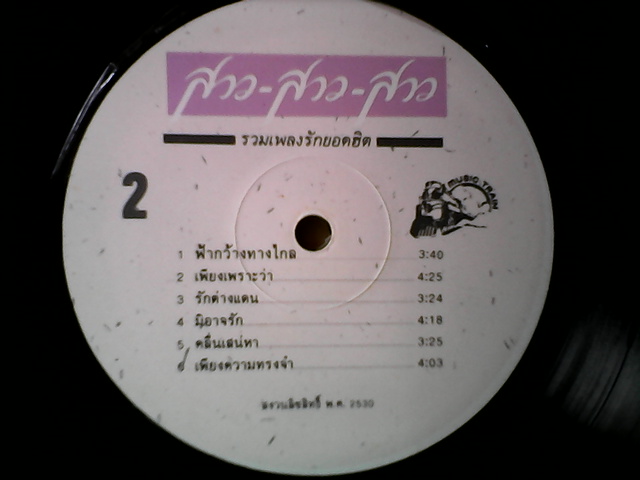 สาว-สาว-สาว
รวมเพลงรักยอดฮิต
2
MUSIC TRAIN
1 ฟ้ากว้างทางไกล 3:40
2 เพียงเพราะว่า 4:25
3 รักต่างแดน 3:24
4 มิอาจรัก 4:18
5 คลื่นเสน่หา 3:25
6 เพียงความทรงจำ 4:03
สงวนลิขสิทธิ์ พ.ศ. 2530